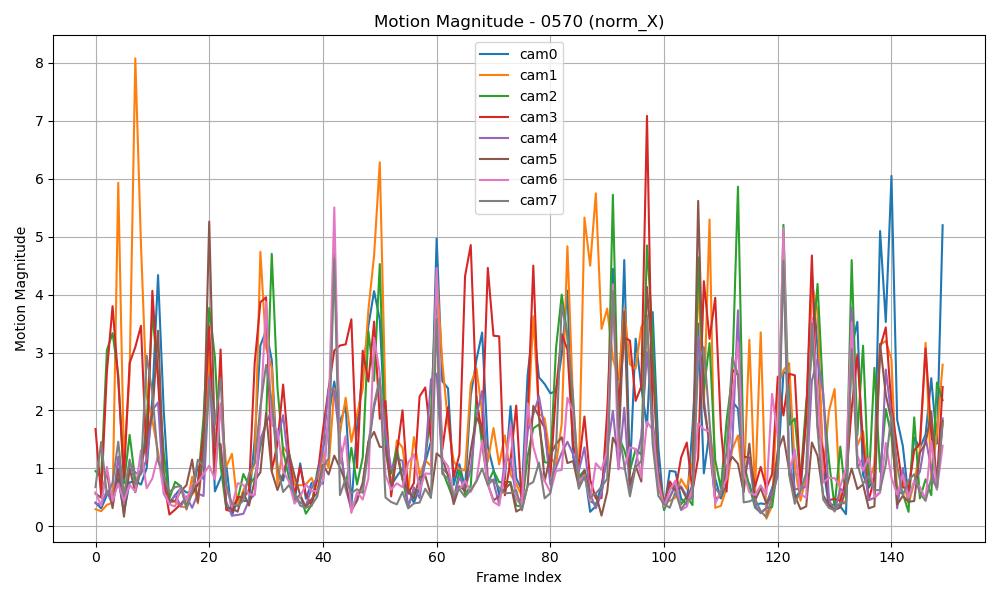 Motion Magnitude - 0570 (norm_X)
Motion Magnitude
8
7
6
5
4
3
2
1
0
cam0
cam1
cam2
cam3
cam4
cam5
cam6
cam7
0 20 40 60 80 100 120 140
Frame Index